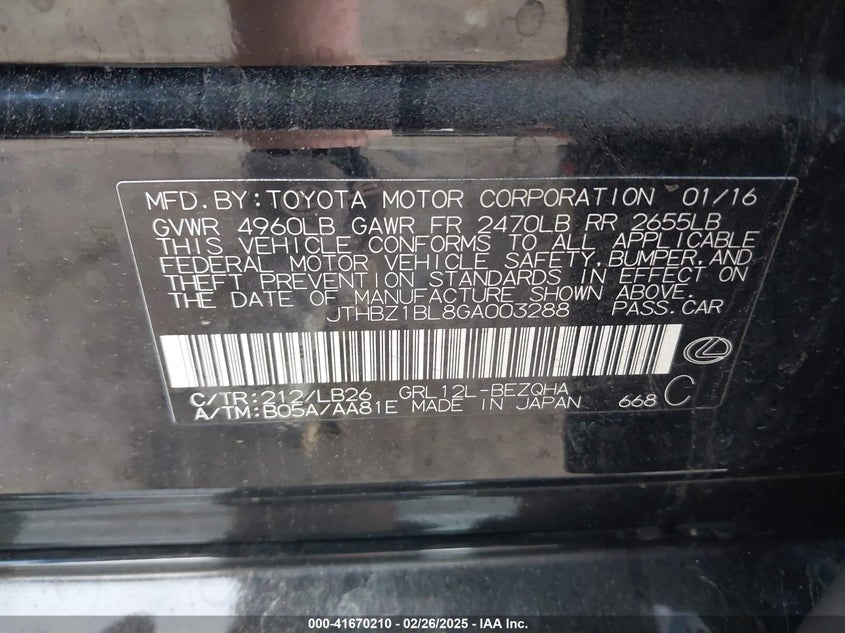 MFD.BY:TOYOTA MOTOR CORPORATION 01/16
GVWR 4960LB GAWR FR 2470LB RR 2655LB
THIS VEHICLE CONFORMS TO ALL APPLICABLE
FEDERAL MOTOR VEHICLE SAFETY,BUMPER,AND
THEFT PREVENTION STANDARDS IN EFFECT ON
THE DATE OF MANUFACTURE SHOWN ABOVE.
JTHBZ1BL8GA003288 PASS.CAR
C/TR:212/LB26 GRL12L-BEZQHA
A/TM:B05A/AA81E MADE IN JAPAN 668 C
000-41670210 - 02/26/2025 - IAA Inc.